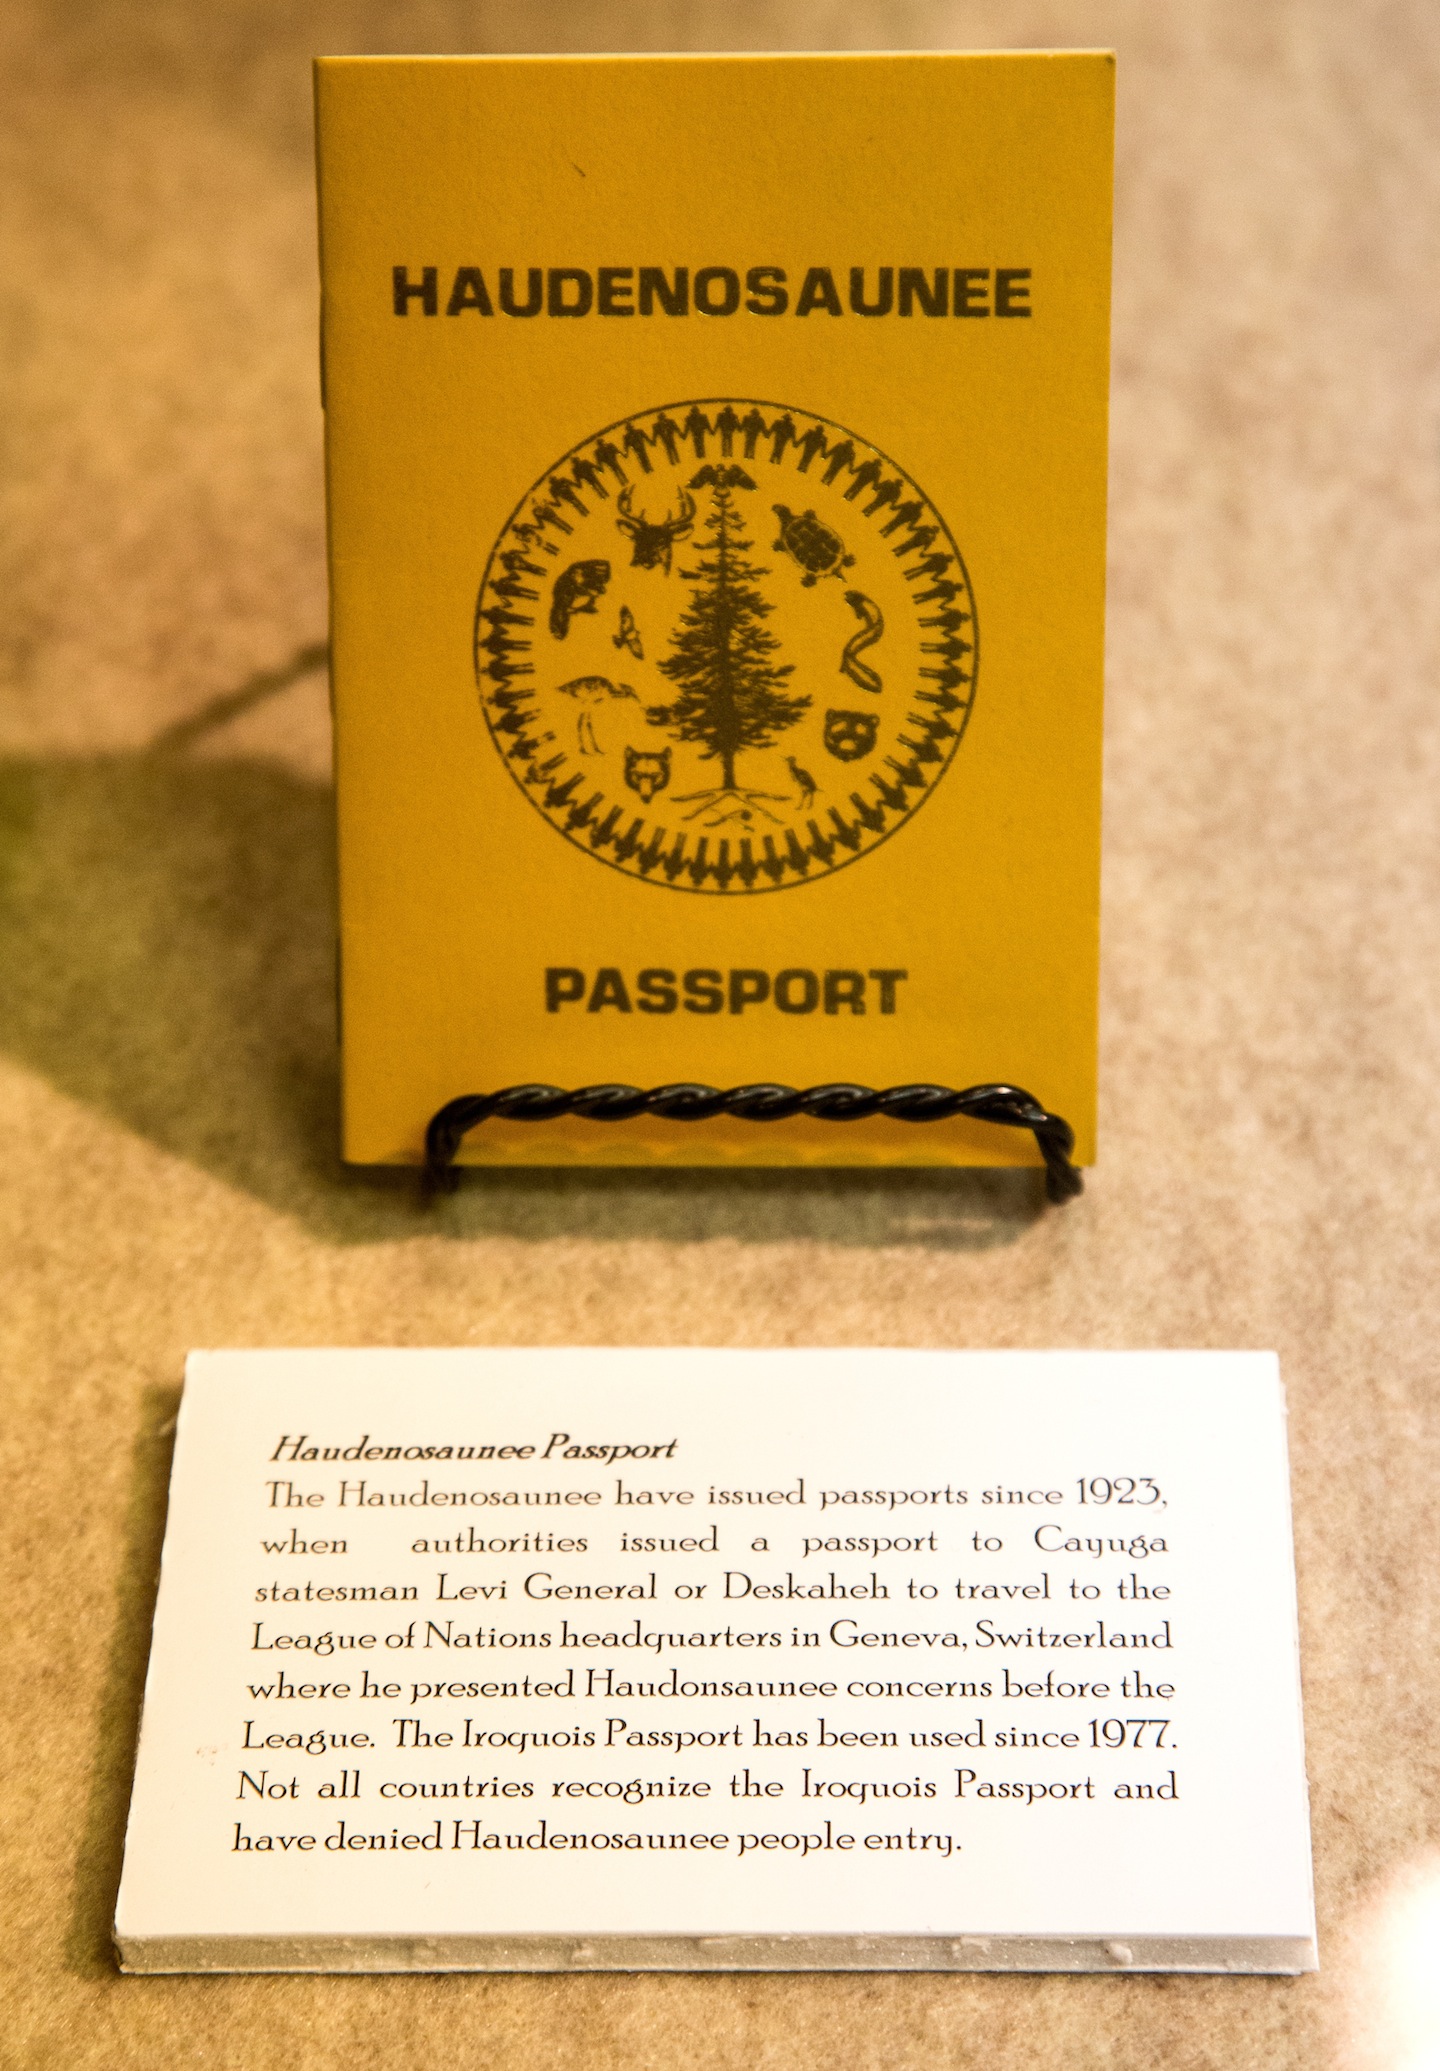 HAUDENOSAUNEE
PASSPORT
Haudenosaunee Passport
The Haudenosaunee have issued passports since 1923,
when authorities issued a passport to Cayuga
statesman Levi General or Deskaheh to travel to the
League of Nations headquarters in Geneva, Switzerland
where he presented Haudonsaunee concerns before the
League. The Iroquois Passport has been used since 1977.
Not all countries recognize the Iroquois Passport and
have denied Haudenosaunee people entry.